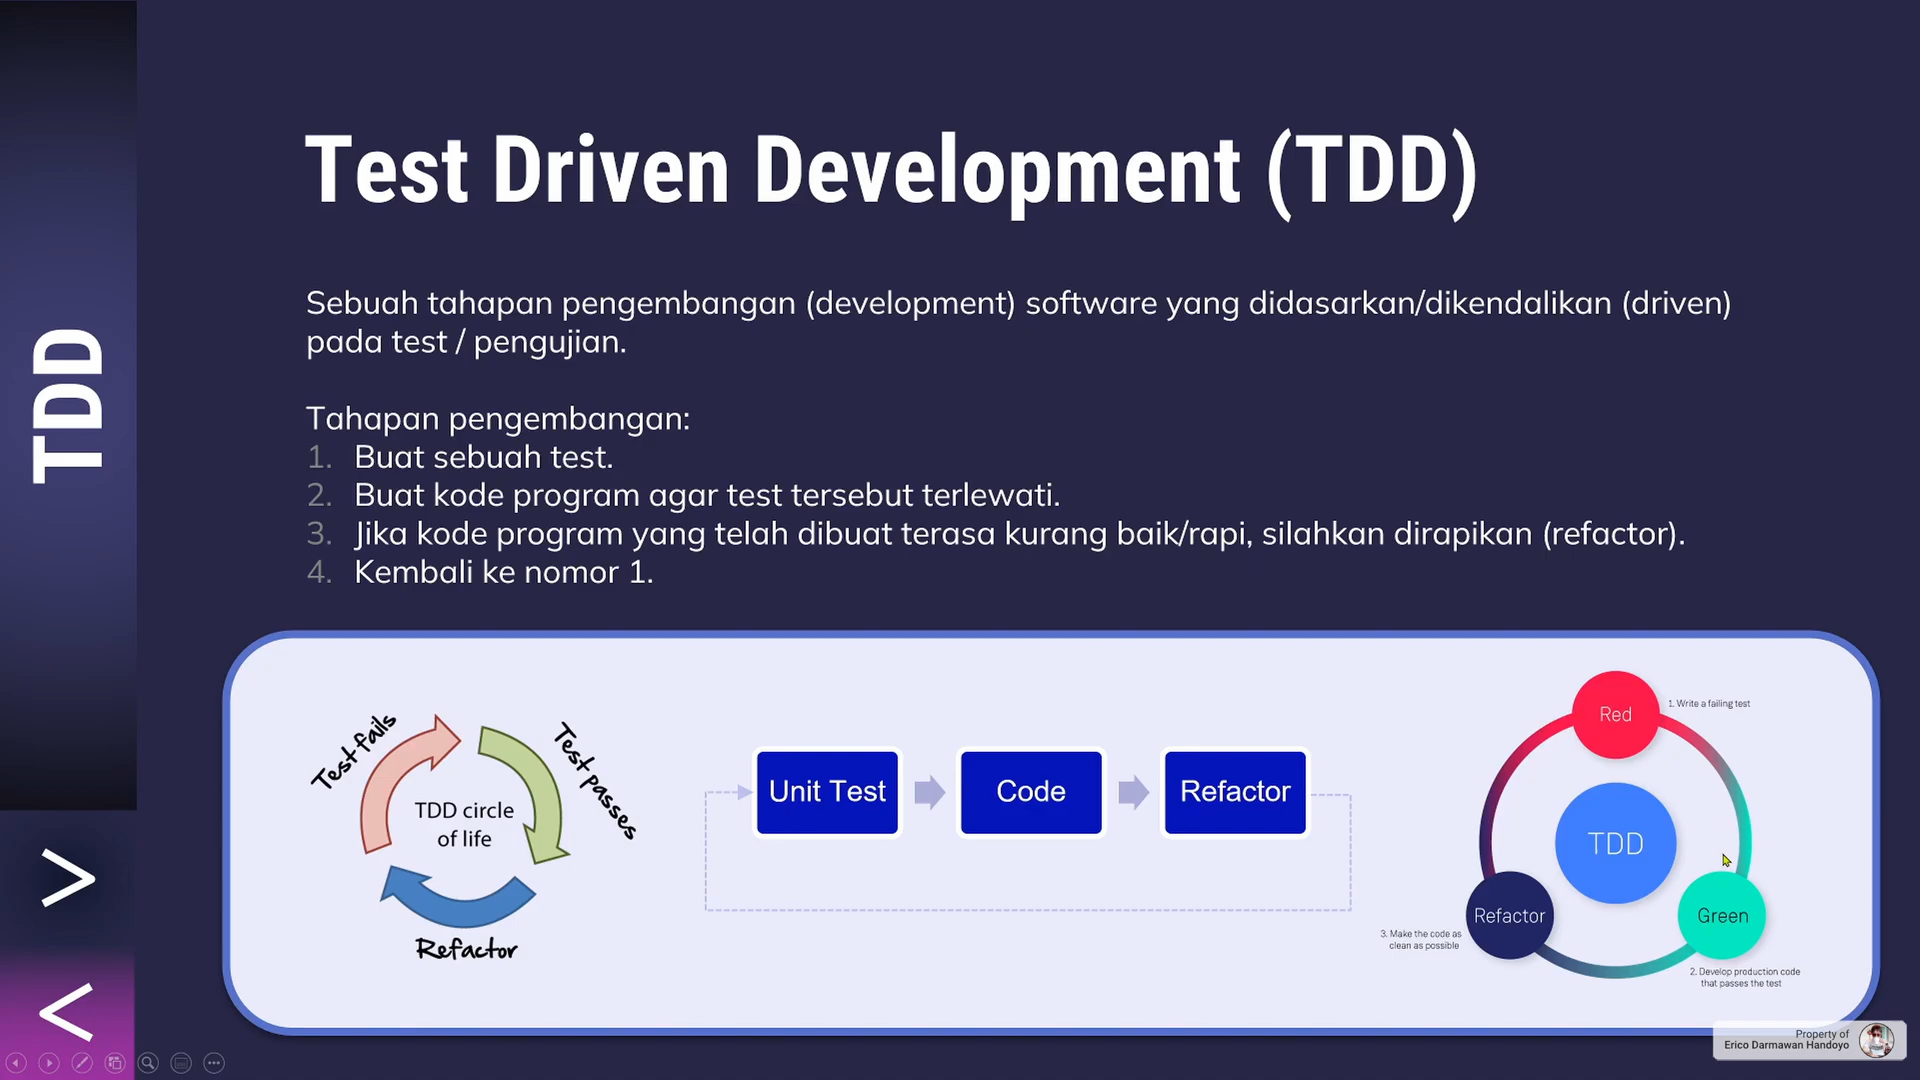 TDD
Test Driven Development (TDD)
Sebuah tahapan pengembangan (development) software yang didasarkan/dikendalikan (driven)
pada test / pengujian.
Tahapan pengembangan:
1. Buat sebuah test.
2. Buat kode program agar test tersebut terlewati.
3. Jika kode program yang telah dibuat terasa kurang baik/rapi, silahkan dirapikan (refactor).
4. Kembali ke nomor 1.
Test fails
Test passes
TDD circle
of life
Refactor
Unit Test
Code
Refactor
Red
1. Write a failing test
TDD
Refactor
Green
3. Make the code as
clean as possible
2. Develop production code
that passes the test
Property of
Erico Darmawan Handoyo